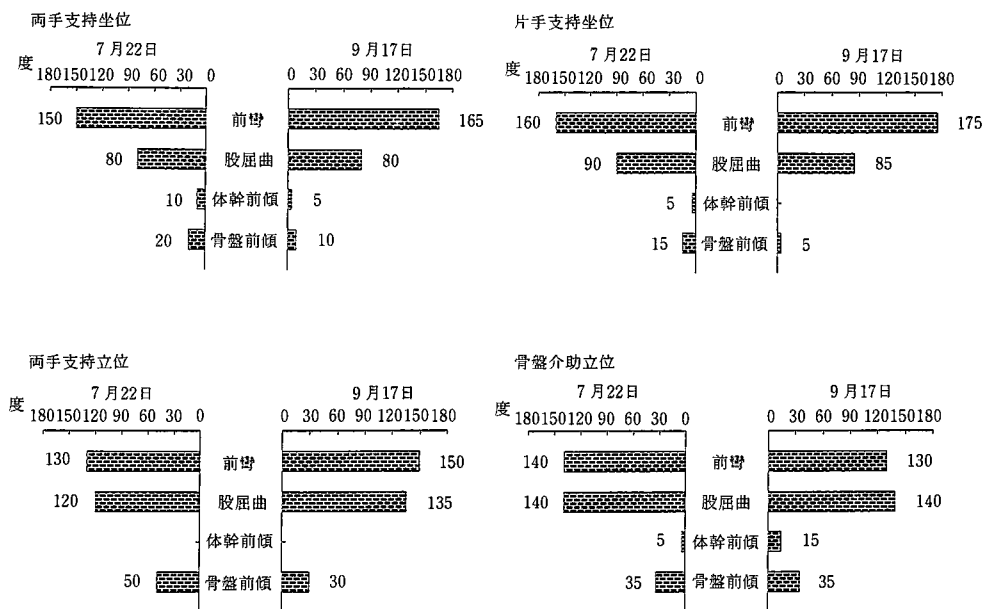 両手支持坐位
7月22日
9月17日
度
180 150 120 90 60 30 0
0 30 60 90 120 150 180
150 前彎 165
80 股屈曲 80
10 体幹前傾 5
20 骨盤前傾 10
片手支持坐位
7月22日
9月17日
度
180 150 120 90 60 30 0
0 30 60 90 120 150 180
160 前彎 175
90 股屈曲 85
5 体幹前傾
15 骨盤前傾 5
両手支持立位
7月22日
9月17日
度
180 150 120 90 60 30 0
0 30 60 90 120 150 180
130 前彎 150
120 股屈曲 135
体幹前傾
50 骨盤前傾 30
骨盤介助立位
7月22日
9月17日
度
180 150 120 90 60 30 0
0 30 60 90 120 150 180
140 前彎 130
140 股屈曲 140
5 体幹前傾 15
35 骨盤前傾 35